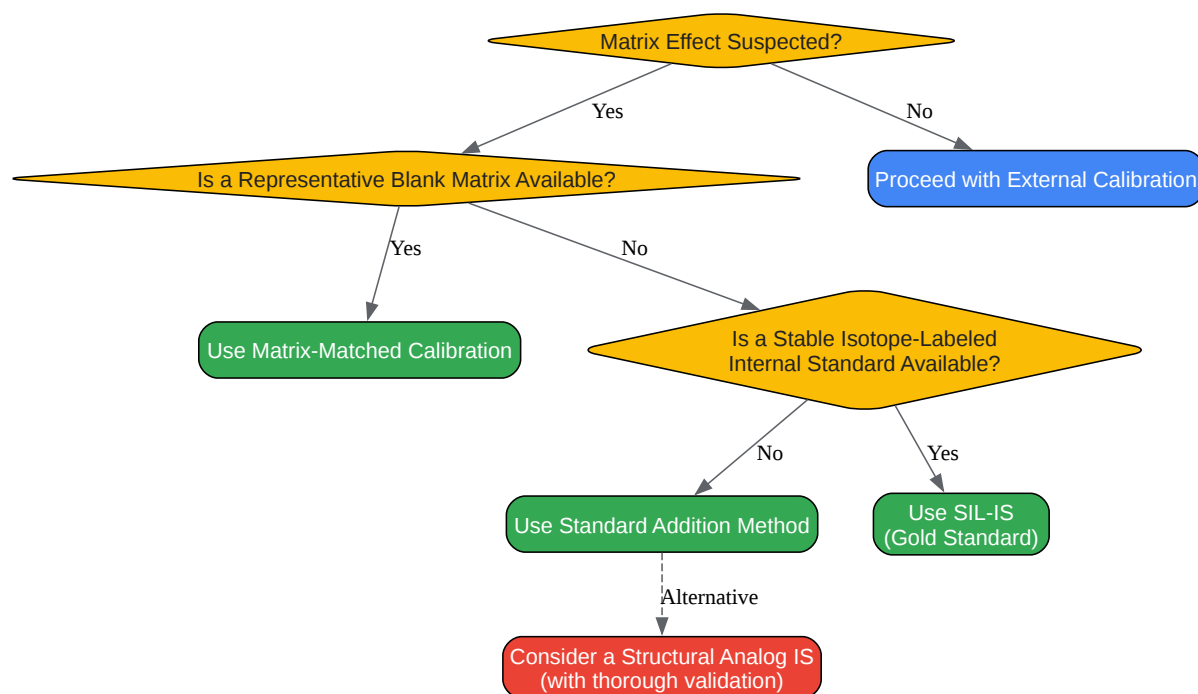 Matrix Effect Suspected?
Yes
No
Is a Representative Blank Matrix Available?
Proceed with External Calibration
Yes
No
Use Matrix-Matched Calibration
Is a Stable Isotope-Labeled
Internal Standard Available?
No
Yes
Use Standard Addition Method
Use SIL-IS
(Gold Standard)
Alternative
Consider a Structural Analog IS
(with thorough validation)